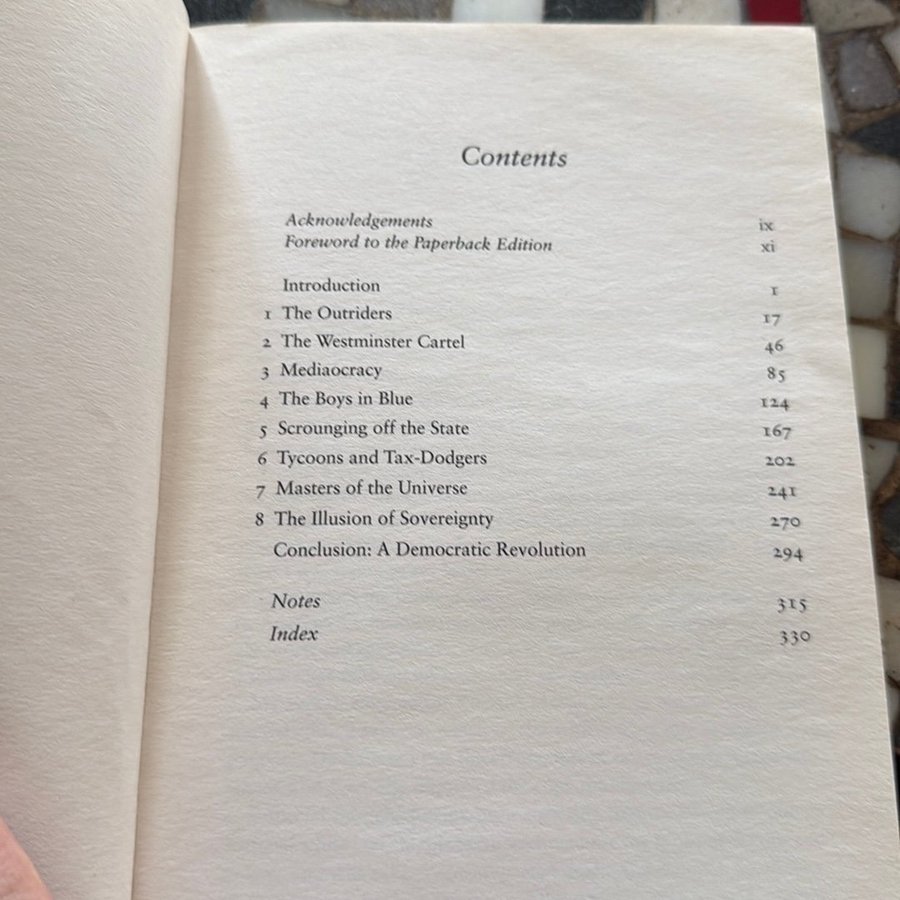 Contents
Acknowledgements ix
Foreword to the Paperback Edition xi
Introduction 1
1 The Outriders 17
2 The Westminster Cartel 46
3 Mediaocracy 85
4 The Boys in Blue 124
5 Scrounging off the State 167
6 Tycoons and Tax-Dodgers 202
7 Masters of the Universe 241
8 The Illusion of Sovereignty 270
Conclusion: A Democratic Revolution 294
Notes 315
Index 330